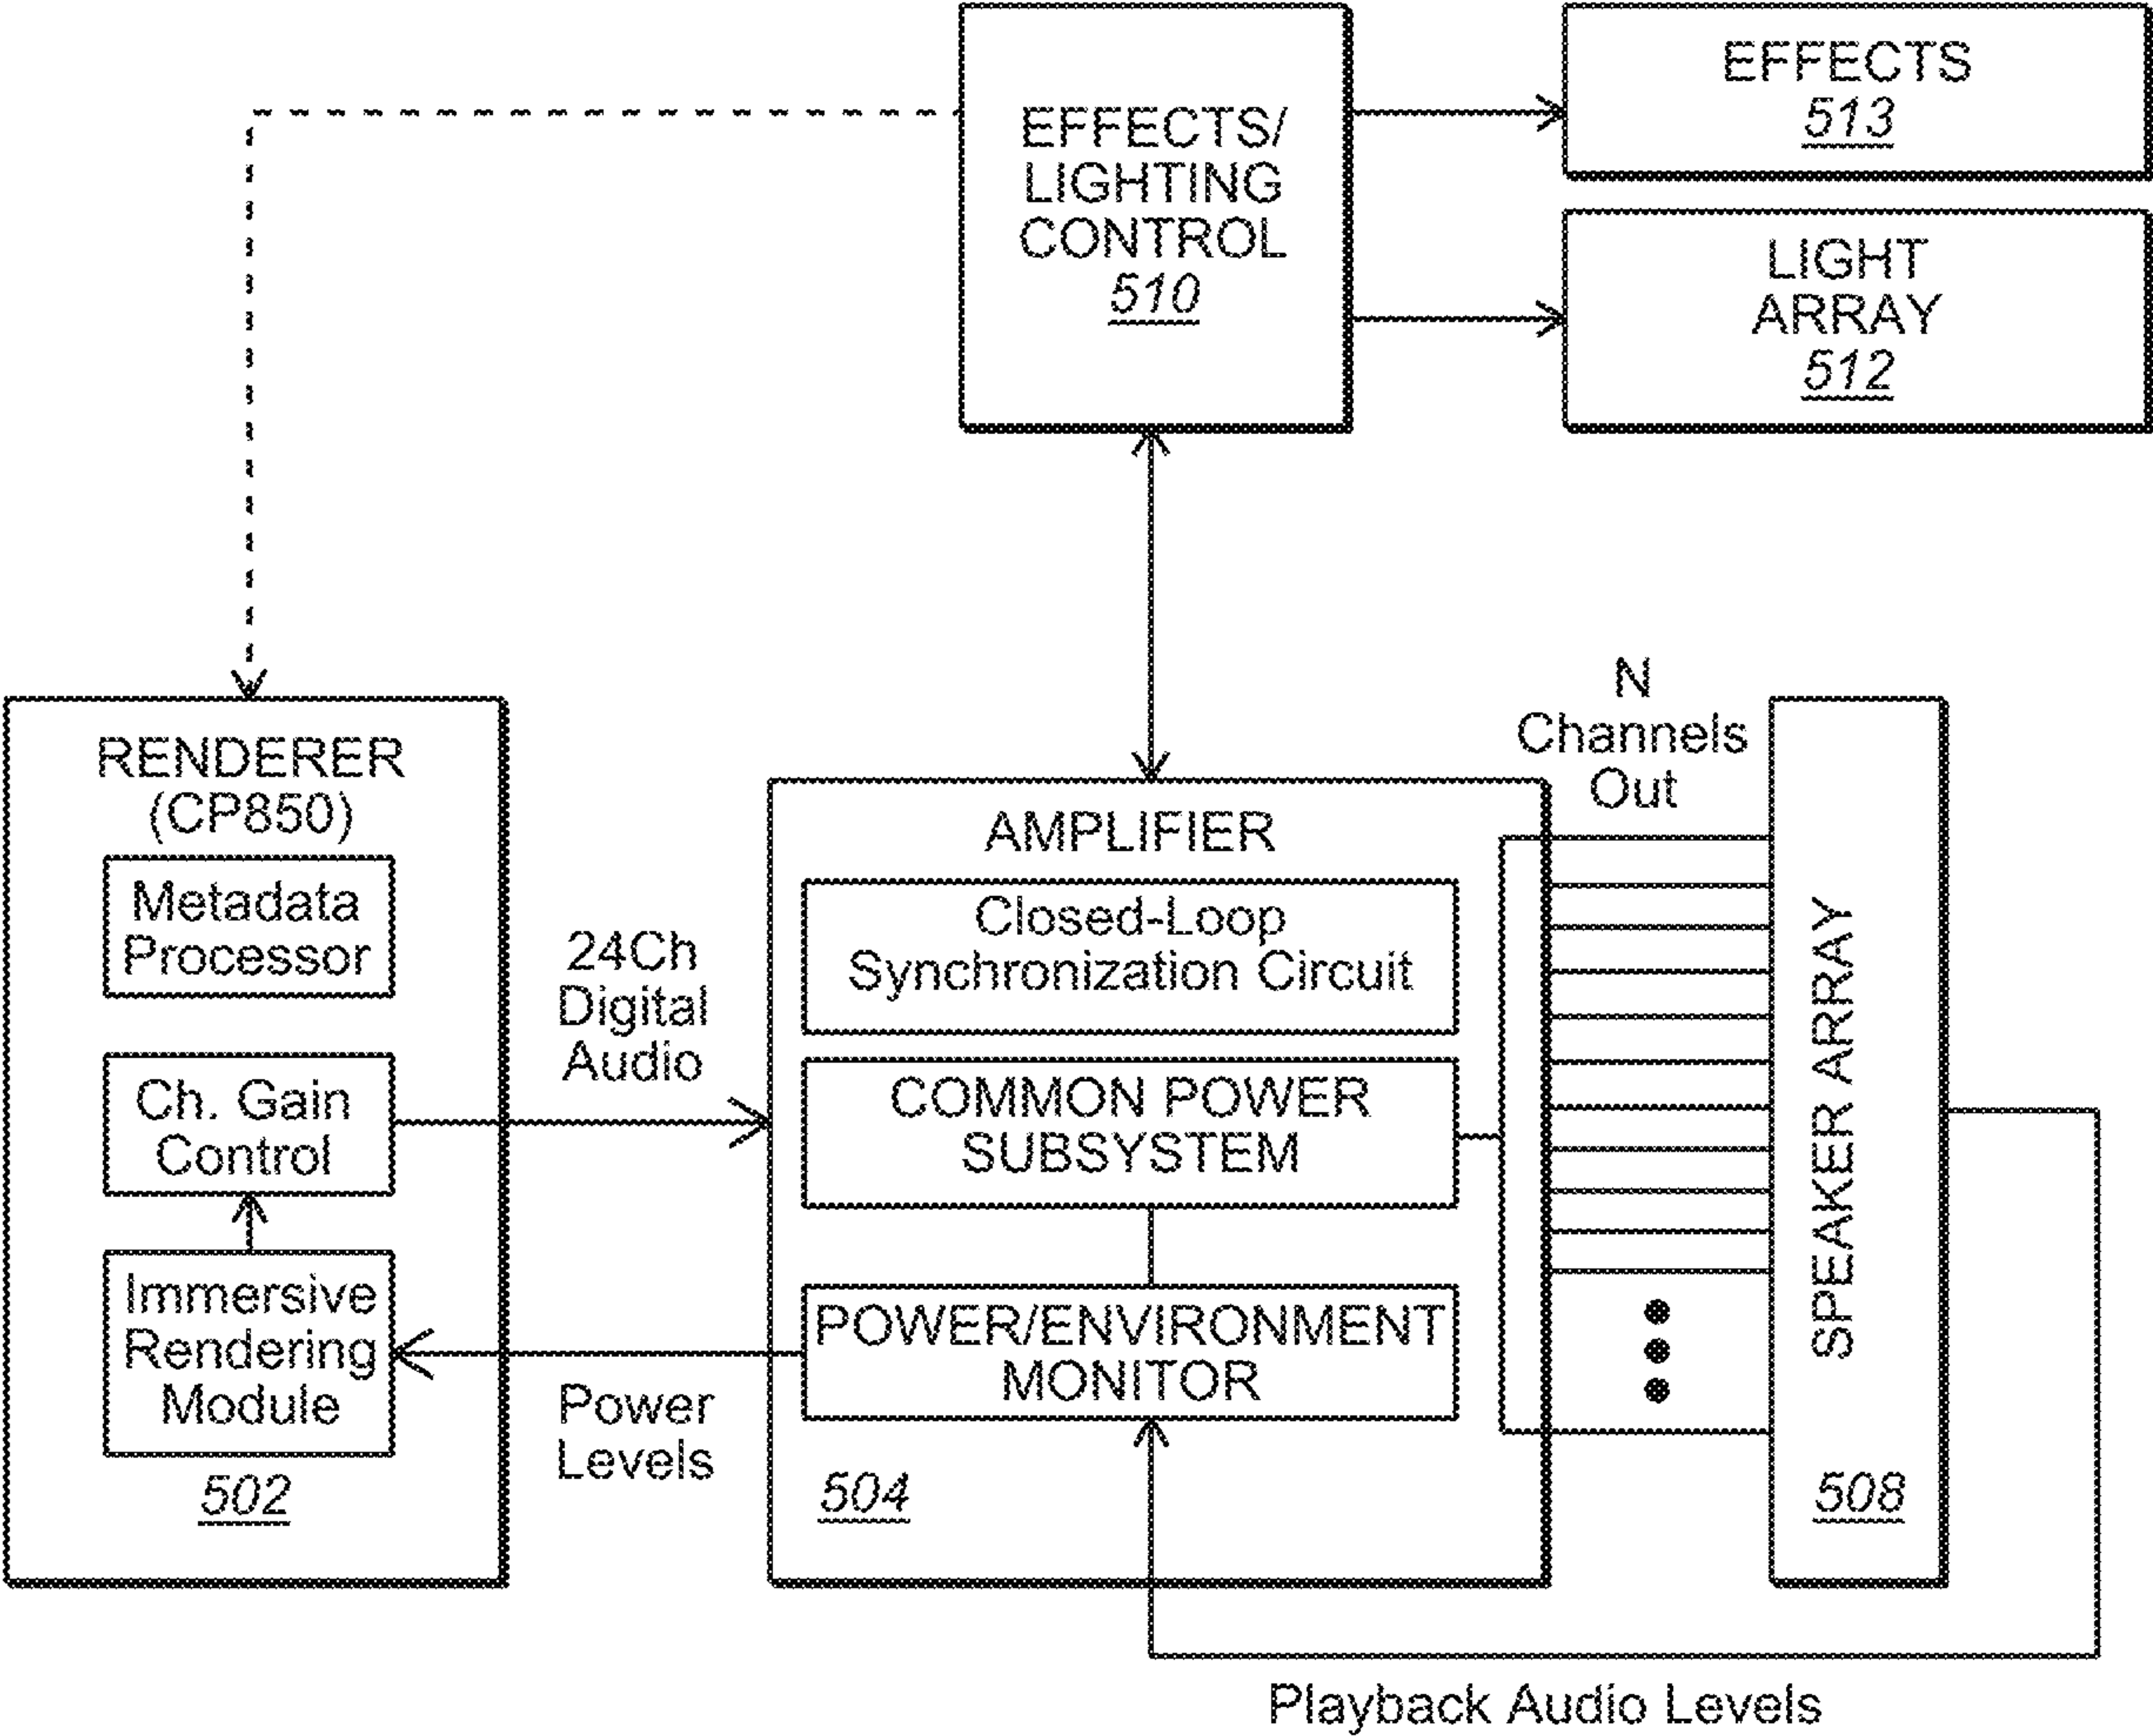 EFFECTS/
LIGHTING
CONTROL
510
EFFECTS
513
LIGHT
ARRAY
512
RENDERER
(CP850)
Metadata
Processor
Ch. Gain
Control
Immersive
Rendering
Module
502
24Ch
Digital
Audio
Power
Levels
AMPLIFIER
Closed-Loop
Synchronization Circuit
COMMON POWER
SUBSYSTEM
POWER/ENVIRONMENT
MONITOR
504
N
Channels
Out
SPEAKER ARRAY
508
Playback Audio Levels